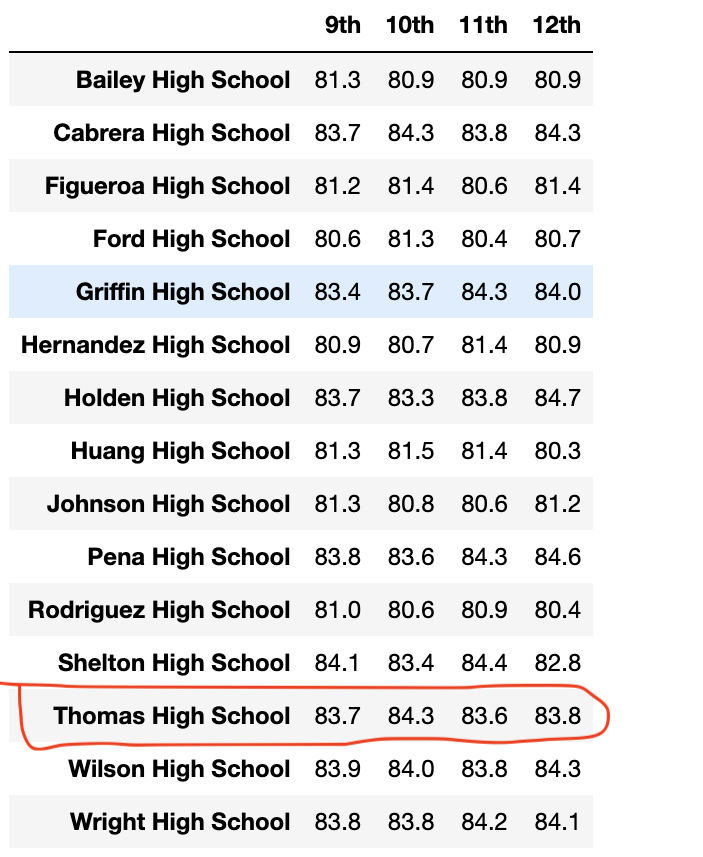 9th 10th 11th 12th
Bailey High School 81.3 80.9 80.9 80.9
Cabrera High School 83.7 84.3 83.8 84.3
Figueroa High School 81.2 81.4 80.6 81.4
Ford High School 80.6 81.3 80.4 80.7
Griffin High School 83.4 83.7 84.3 84.0
Hernandez High School 80.9 80.7 81.4 80.9
Holden High School 83.7 83.3 83.8 84.7
Huang High School 81.3 81.5 81.4 80.3
Johnson High School 81.3 80.8 80.6 81.2
Pena High School 83.8 83.6 84.3 84.6
Rodriguez High School 81.0 80.6 80.9 80.4
Shelton High School 84.1 83.4 84.4 82.8
Thomas High School 83.7 84.3 83.6 83.8
Wilson High School 83.9 84.0 83.8 84.3
Wright High School 83.8 83.8 84.2 84.1